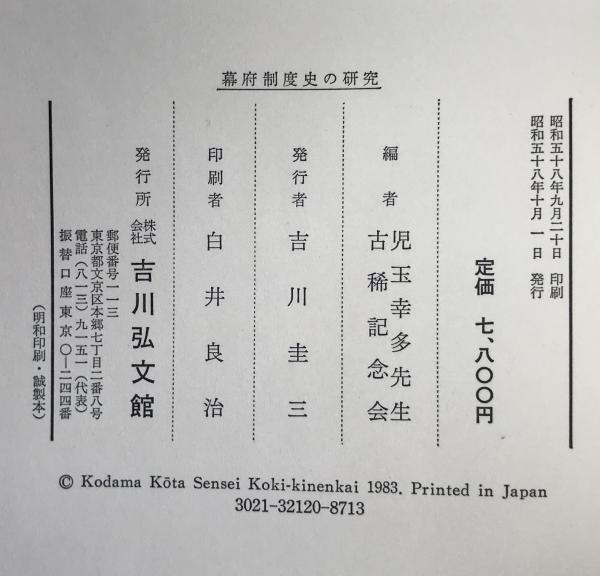 幕府制度史の研究
昭和五十八年九月二十日 印刷
昭和五十八年十月一日 発行
定価 七、八〇〇円
編者 児玉幸多先生
古稀記念会
発行者 吉川圭三
印刷者 白井良治
発行所 株式会社 吉川弘文館
郵便番号一一三
東京都文京区本郷七丁目二番八号
電話(八一三)九一五一(代表)
振替口座東京〇―二四四番
(明和印刷・誠製本)
© Kodama Kōta Sensei Koki-kinenkai 1983. Printed in Japan
3021-32120-8713